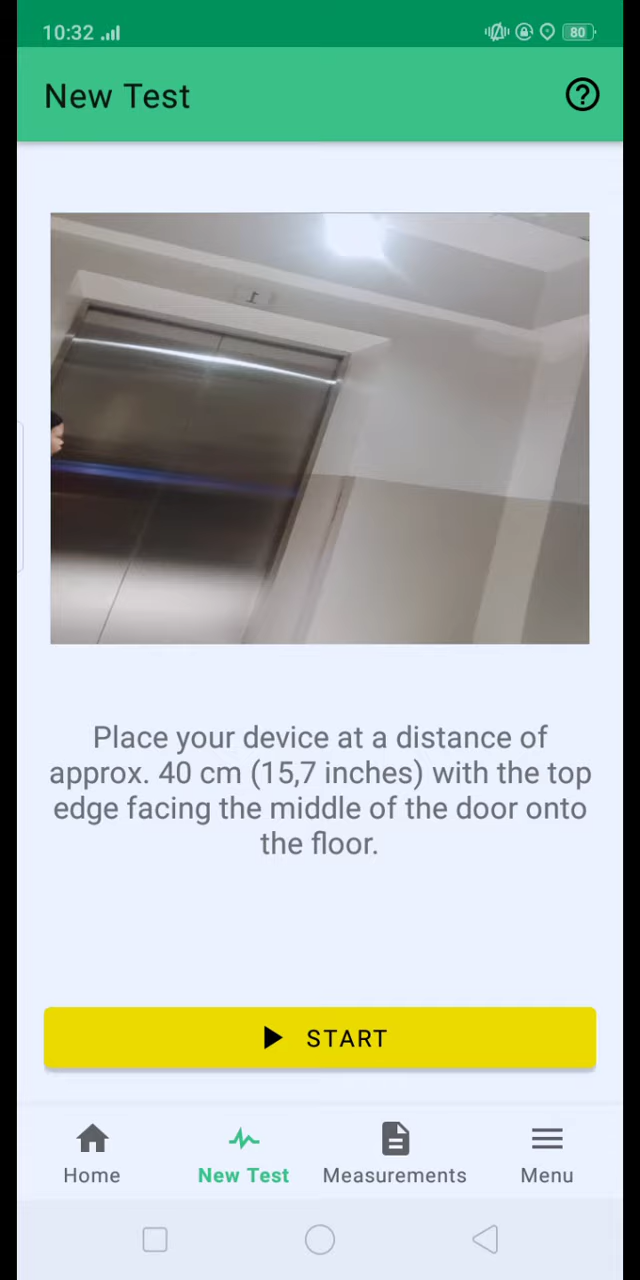 10:32
80
New Test
1
Place your device at a distance of
approx. 40 cm (15,7 inches) with the top
edge facing the middle of the door onto
the floor.
START
Home
New Test
Measurements
Menu